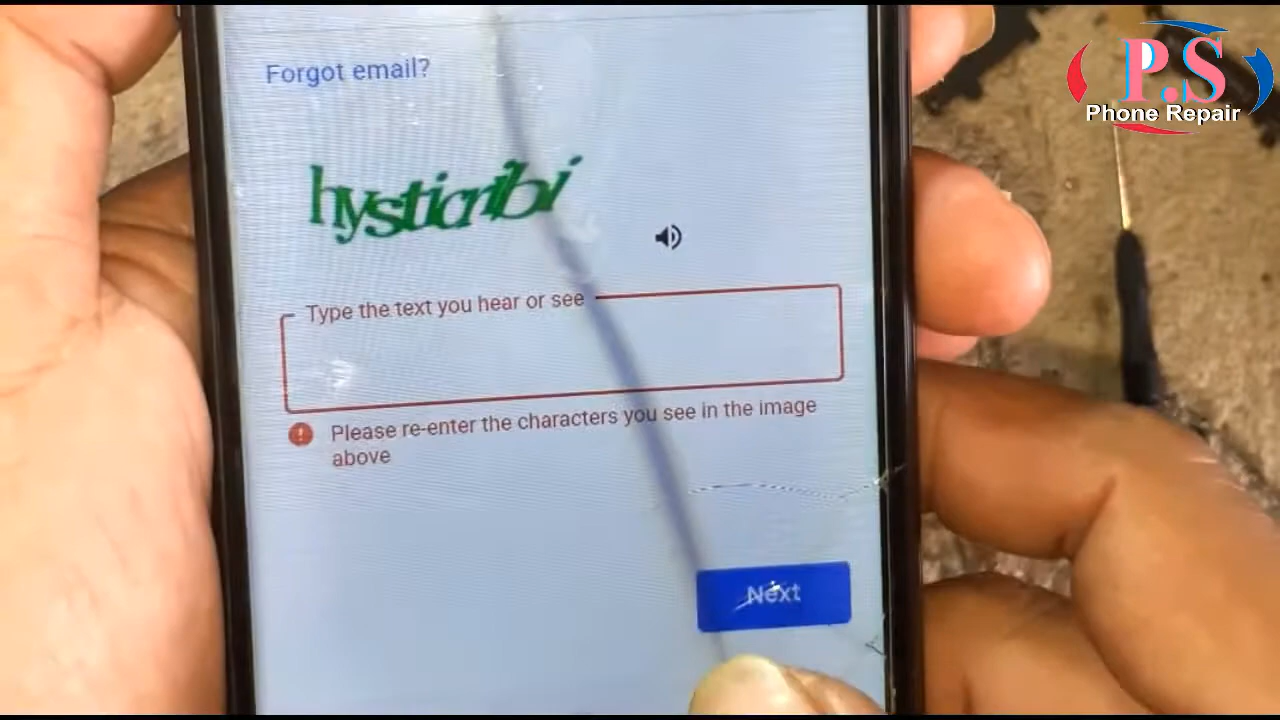 P.S
Phone Repair
Forgot email?
Type the text you hear or see
Please re-enter the characters you see in the image
above
Next